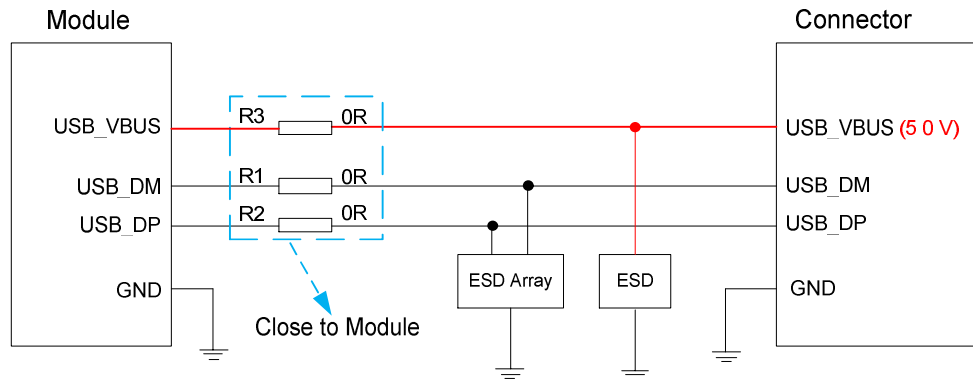 Module
Connector
R3 0R
USB_VBUS
USB_VBUS (5 0 V)
R1 0R
USB_DM
USB_DM
R2 0R
USB_DP
USB_DP
ESD Array
ESD
GND
GND
Close to Module